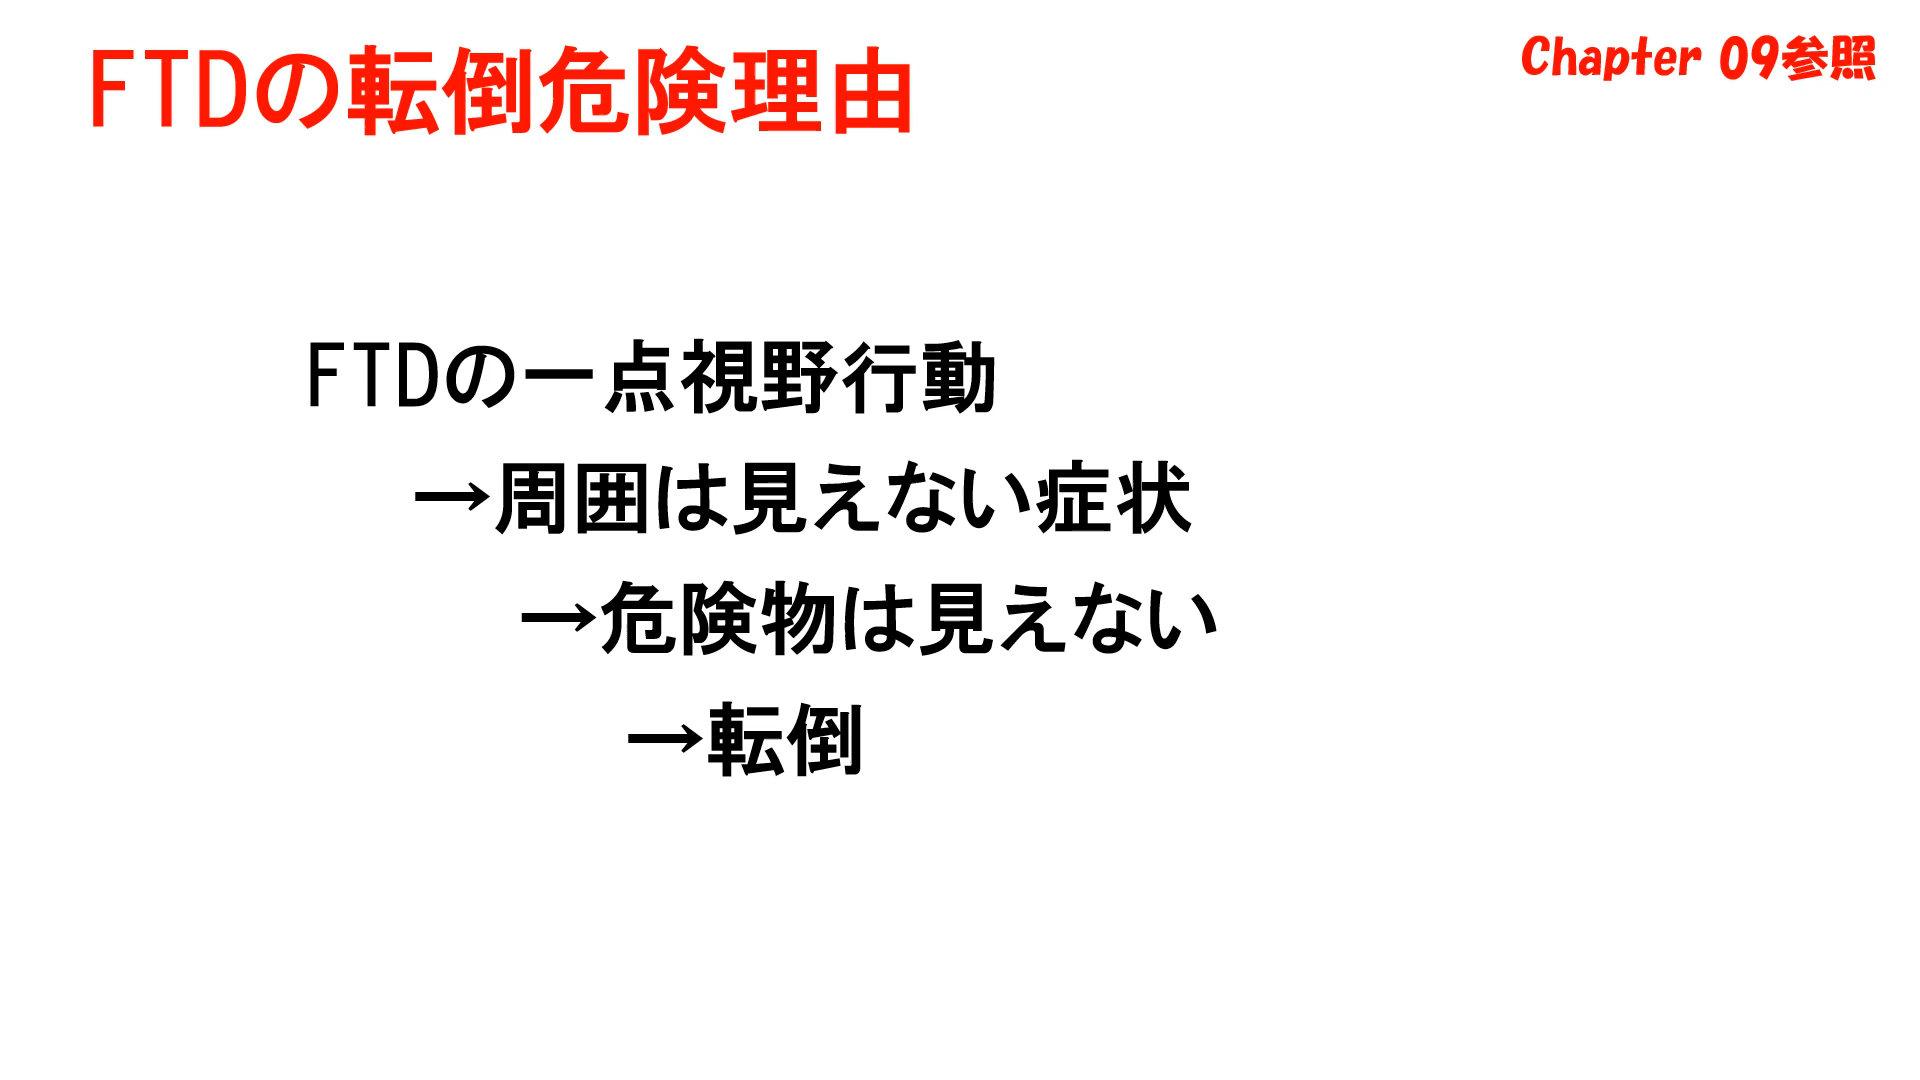 FTDの転倒危険理由
Chapter 09参照
FTDの一点視野行動
→周囲は見えない症状
→危険物は見えない
→転倒